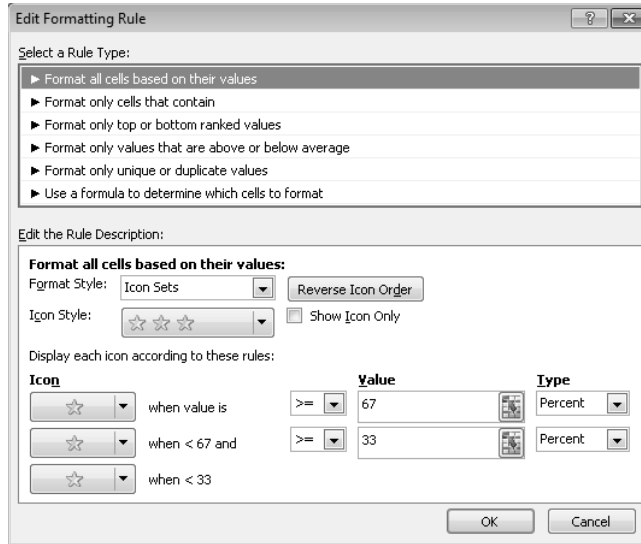 Edit Formatting Rule
Select a Rule Type:
► Format all cells based on their values
► Format only cells that contain
► Format only top or bottom ranked values
► Format only values that are above or below average
► Format only unique or duplicate values
► Use a formula to determine which cells to format
Edit the Rule Description:
Format all cells based on their values:
Format Style: Icon Sets Reverse Icon Order
Icon Style: Show Icon Only
Display each icon according to these rules:
Icon Value Type
when value is >= 67 Percent
when < 67 and >= 33 Percent
when < 33
OK Cancel